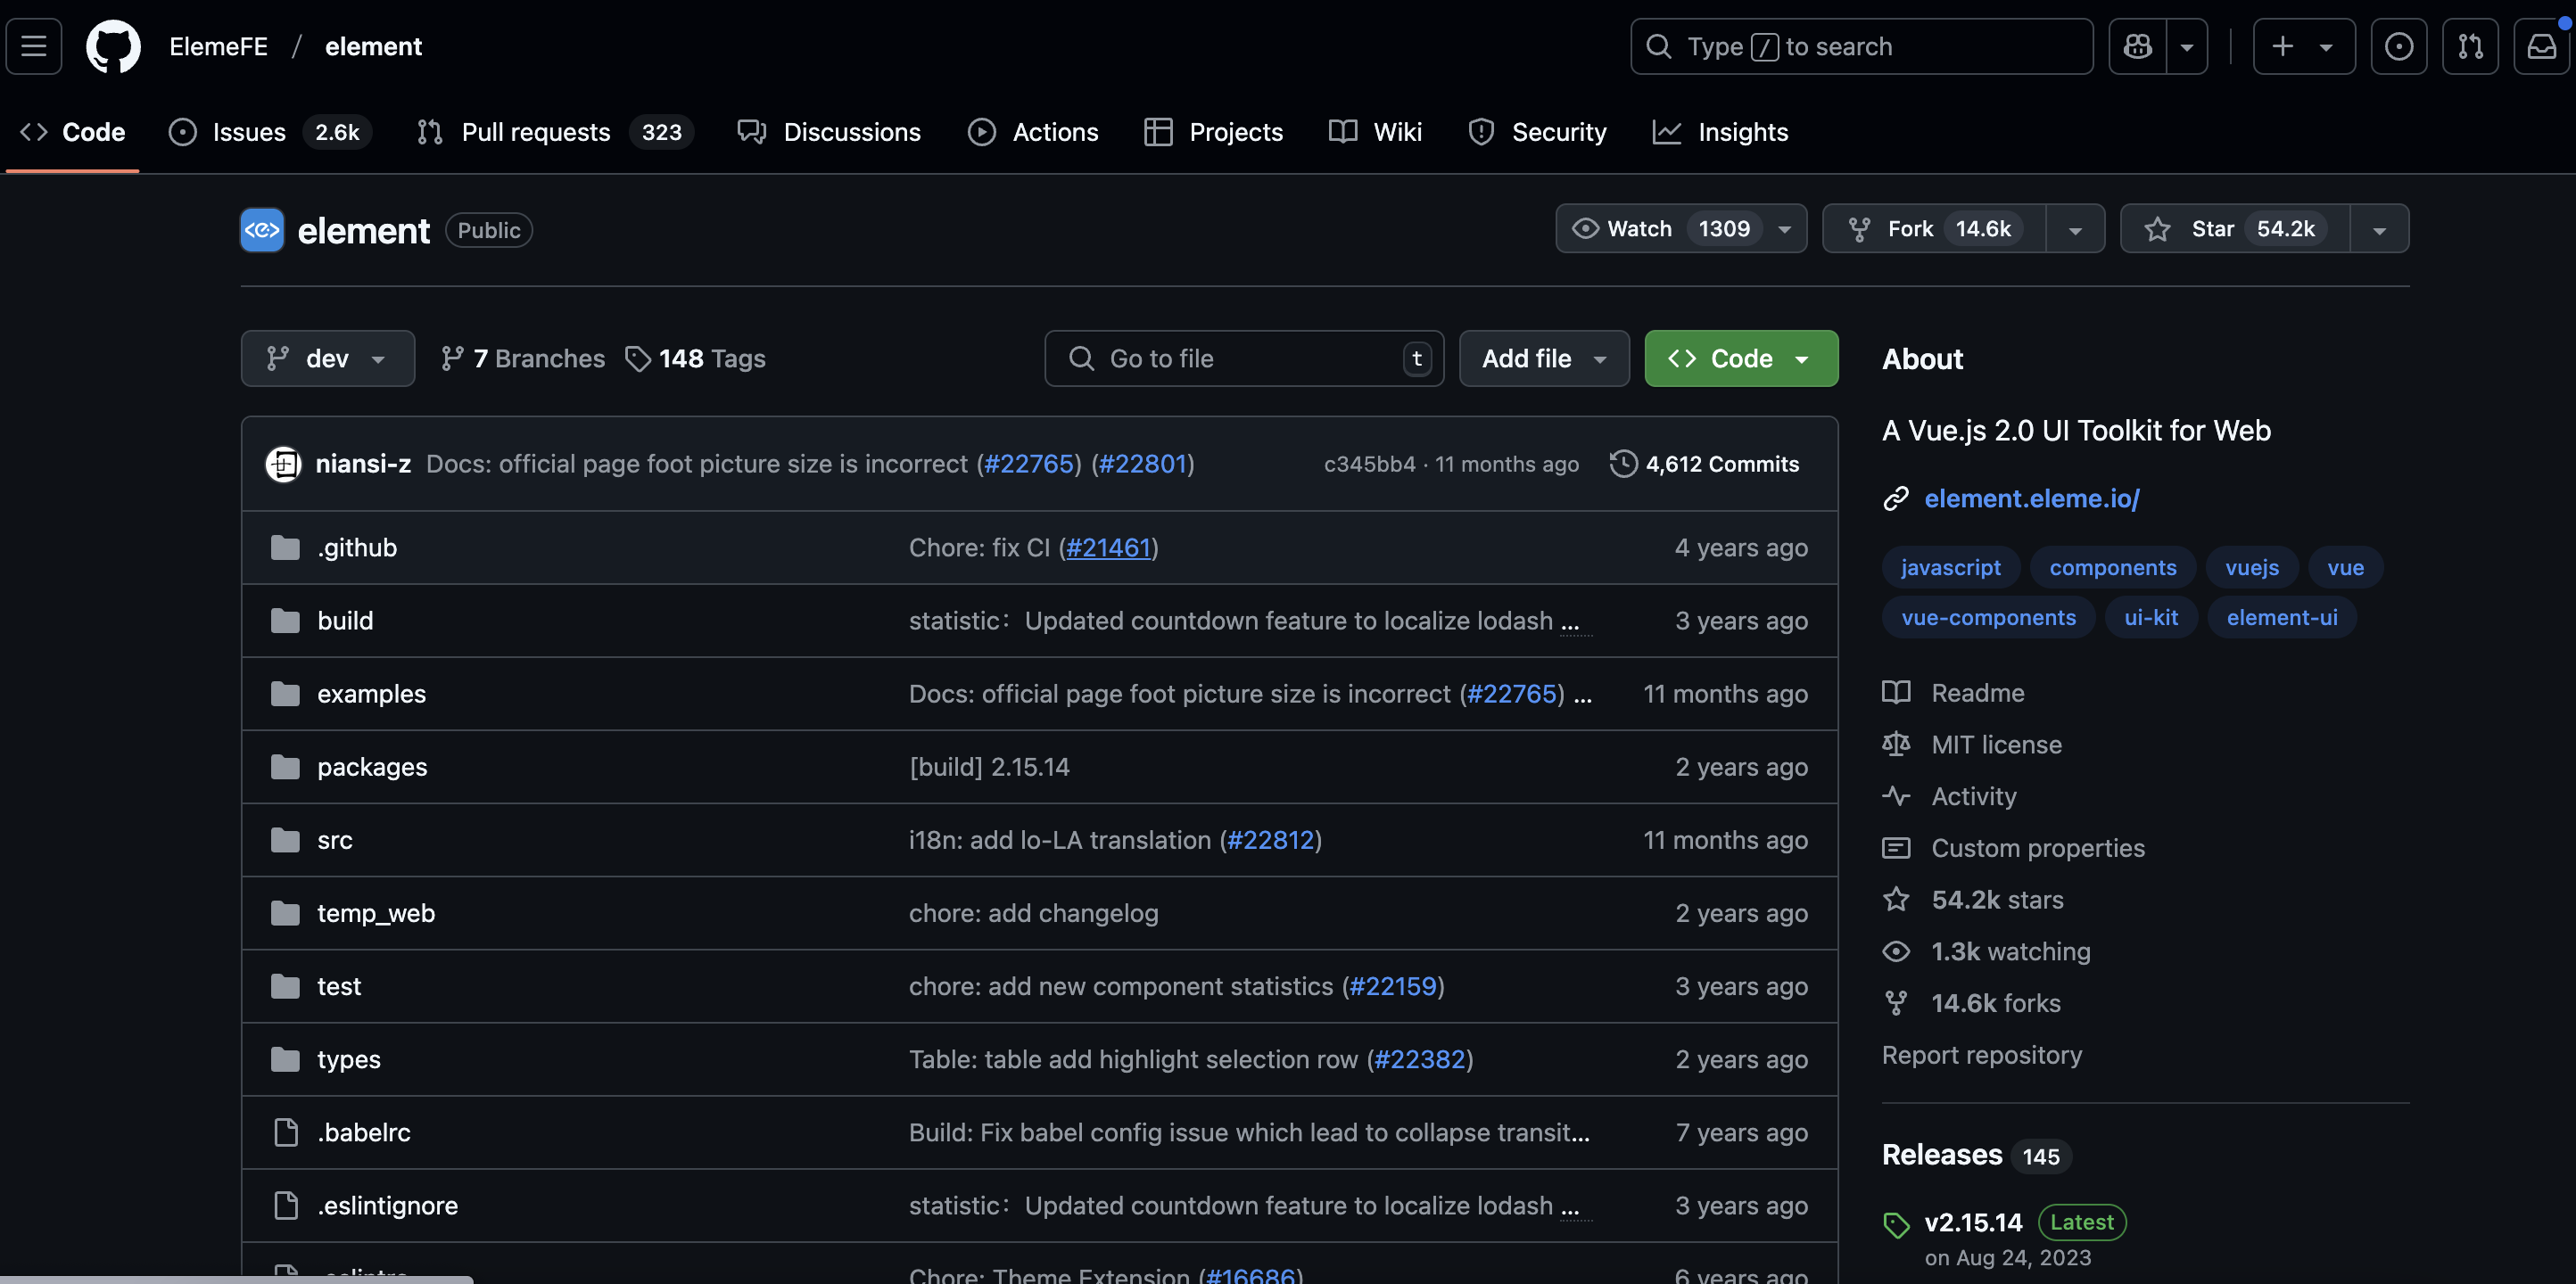 ElemeFE / element
Type / to search
Code
Issues 2.6k
Pull requests 323
Discussions
Actions
Projects
Wiki
Security
Insights
element Public
Watch 1309
Fork 14.6k
Star 54.2k
dev
7 Branches
148 Tags
Go to file t
Add file
Code
niansi-z Docs: official page foot picture size is incorrect (#22765) (#22801) c345bb4 · 11 months ago 4,612 Commits
.github Chore: fix CI (#21461) 4 years ago
build statistic：Updated countdown feature to localize lodash ... 3 years ago
examples Docs: official page foot picture size is incorrect (#22765) ... 11 months ago
packages [build] 2.15.14 2 years ago
src i18n: add lo-LA translation (#22812) 11 months ago
temp_web chore: add changelog 2 years ago
test chore: add new component statistics (#22159) 3 years ago
types Table: table add highlight selection row (#22382) 2 years ago
.babelrc Build: Fix babel config issue which lead to collapse transit... 7 years ago
.eslintignore statistic：Updated countdown feature to localize lodash ... 3 years ago
Chore: Theme Extension (#16686) 6 years ago
About
A Vue.js 2.0 UI Toolkit for Web
element.eleme.io/
javascript components vuejs vue
vue-components ui-kit element-ui
Readme
MIT license
Activity
Custom properties
54.2k stars
1.3k watching
14.6k forks
Report repository
Releases 145
v2.15.14 Latest
on Aug 24, 2023